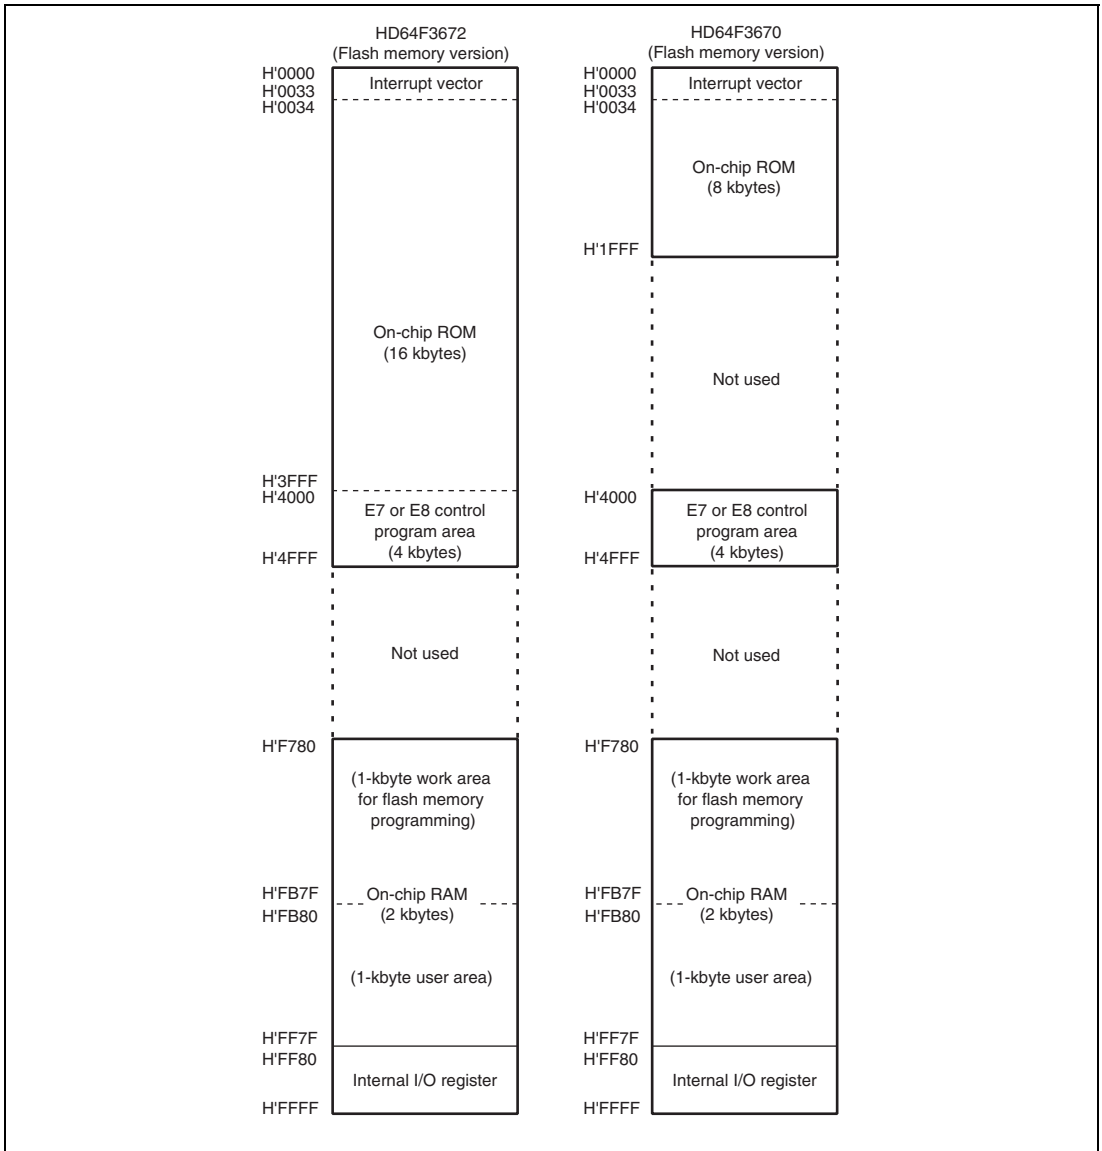 HD64F3672
(Flash memory version)
H'0000
Interrupt vector
H'0033
H'0034
On-chip ROM
(16 kbytes)
H'3FFF
H'4000
E7 or E8 control
program area
(4 kbytes)
H'4FFF
Not used
H'F780
(1-kbyte work area
for flash memory
programming)
H'FB7F
On-chip RAM
(2 kbytes)
H'FB80
(1-kbyte user area)
H'FF7F
H'FF80
Internal I/O register
H'FFFF
HD64F3670
(Flash memory version)
H'0000
Interrupt vector
H'0033
H'0034
On-chip ROM
(8 kbytes)
H'1FFF
Not used
H'4000
E7 or E8 control
program area
(4 kbytes)
H'4FFF
Not used
H'F780
(1-kbyte work area
for flash memory
programming)
H'FB7F
On-chip RAM
(2 kbytes)
H'FB80
(1-kbyte user area)
H'FF7F
H'FF80
Internal I/O register
H'FFFF